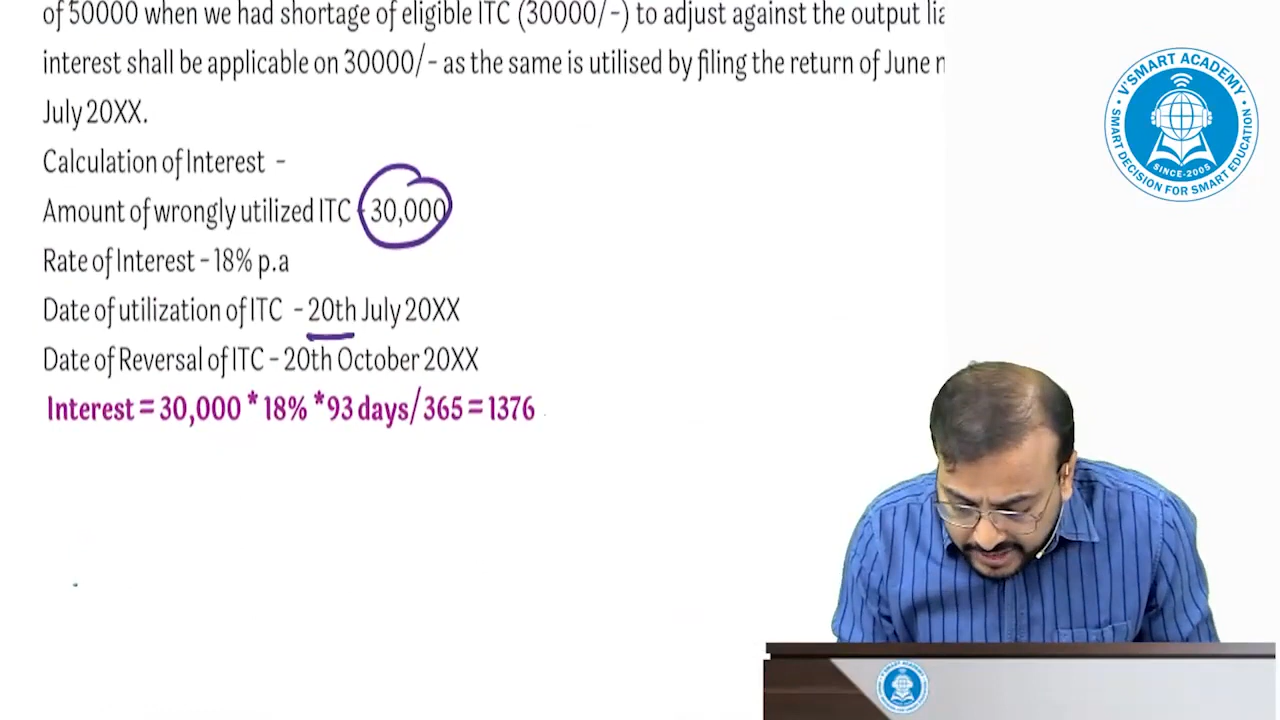 of 50000 when we had shortage of eligible ITC (30000/-) to adjust against the output
interest shall be applicable on 30000/- as the same is utilised by filing the return of June
July 20XX.
Calculation of Interest -
Amount of wrongly utilized ITC - 30,000
Rate of Interest - 18% p.a
Date of utilization of ITC - 20th July 20XX
Date of Reversal of ITC - 20th October 20XX
Interest = 30,000 * 18% *93 days/ 365 = 1376
V'SMART ACADEMY
SINCE-2005
SMART DECISION FOR SMART EDUCATION